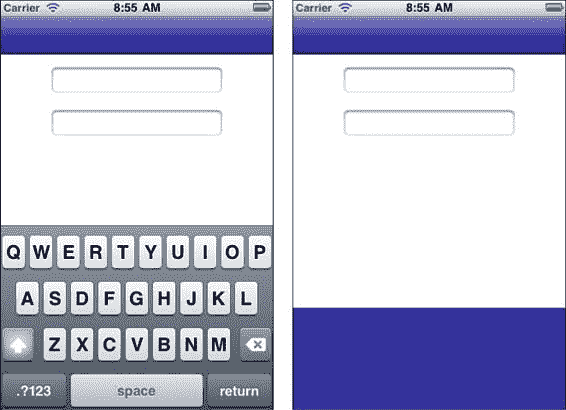 Carrier 8:55 AM
Carrier 8:55 AM
Q W E R T Y U I O P
A S D F G H J K L
Z X C V B N M
.?123 space return